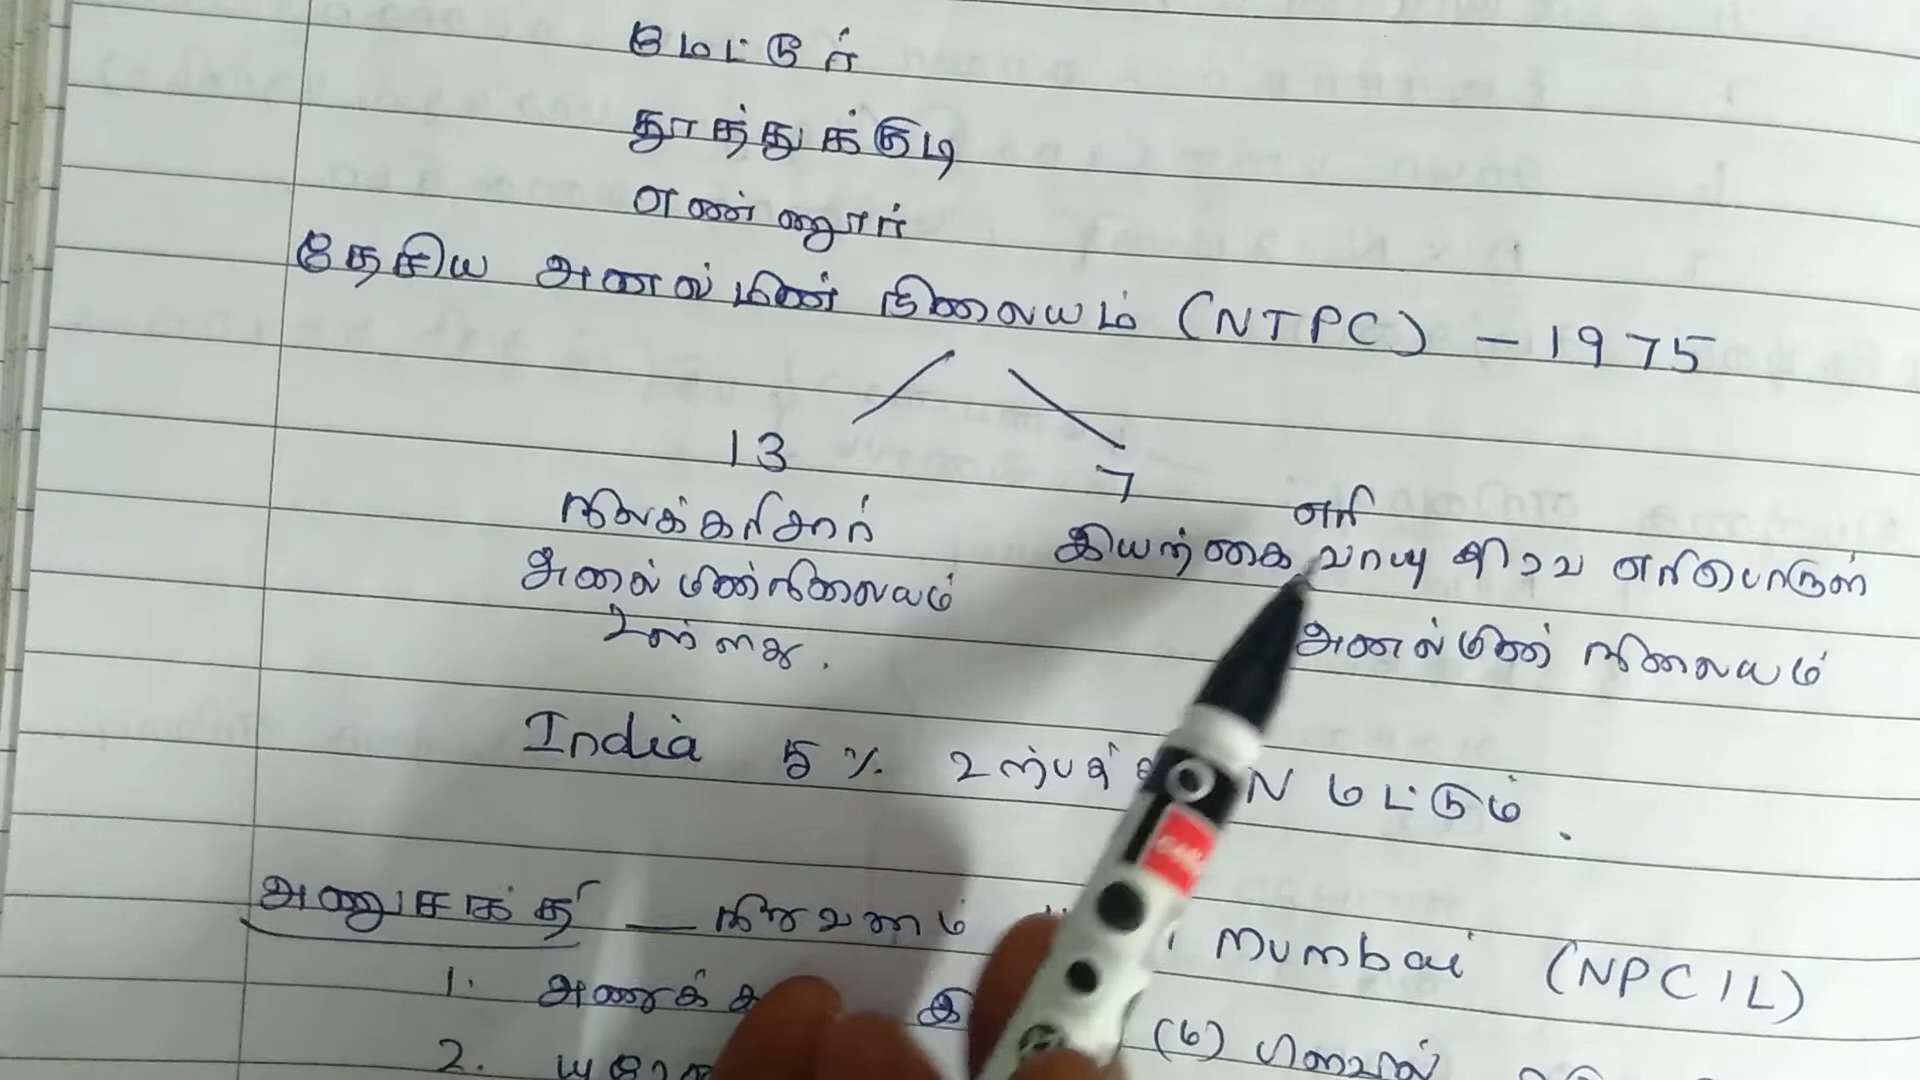 மேட்டூர்
தூத்துக்குடி
எண்ணூர்
தேசிய அனல்மின் நிலையம் (NTPC) – 1975
13
7
நிலக்கரிசார்
எரி
இயற்கை வாயு திரவ எரிபொருள்
அனல் மின்நிலையம்
அனல்மின் நிலையம்
உள்ளது.
India 5% N மட்டும்.
அணுசக்தி — நிறுவனம் Mumbai (NPCIL)
1.
2.
(6)